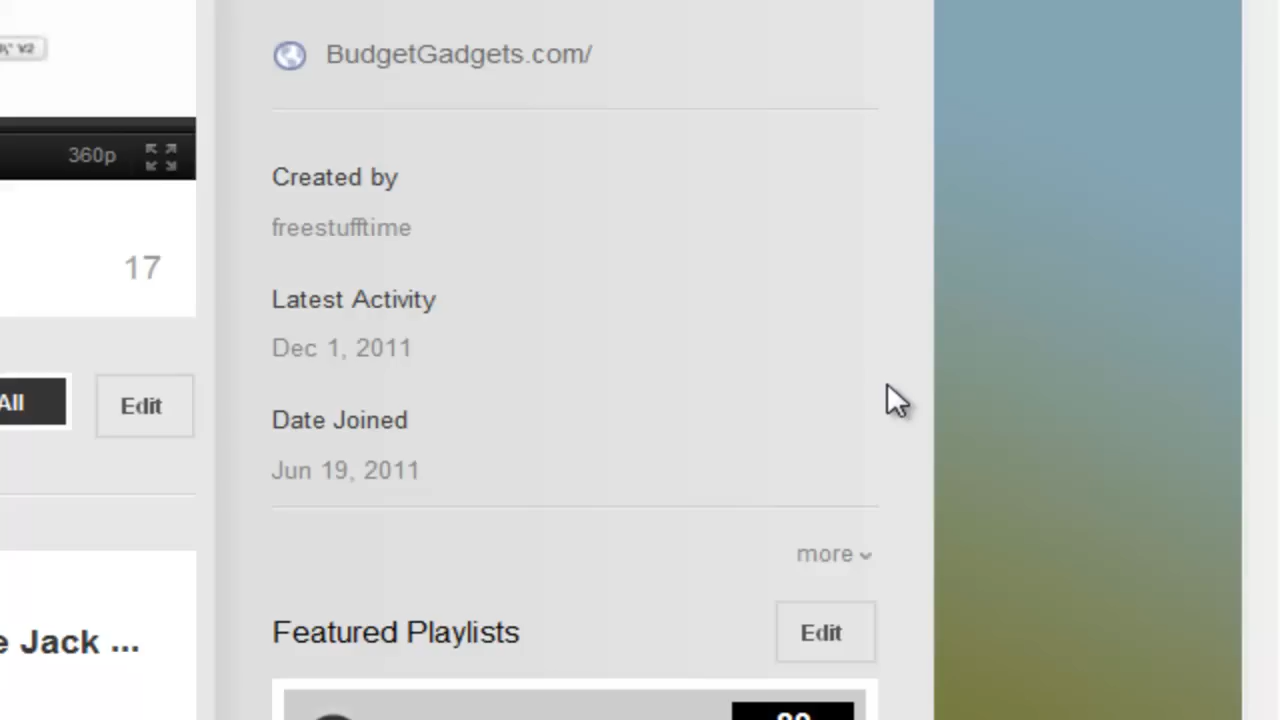 BudgetGadgets.com/
360p
Created by
freestufftime
17
Latest Activity
Dec 1, 2011
All
Edit
Date Joined
Jun 19, 2011
more
Featured Playlists
Edit
Jack ...